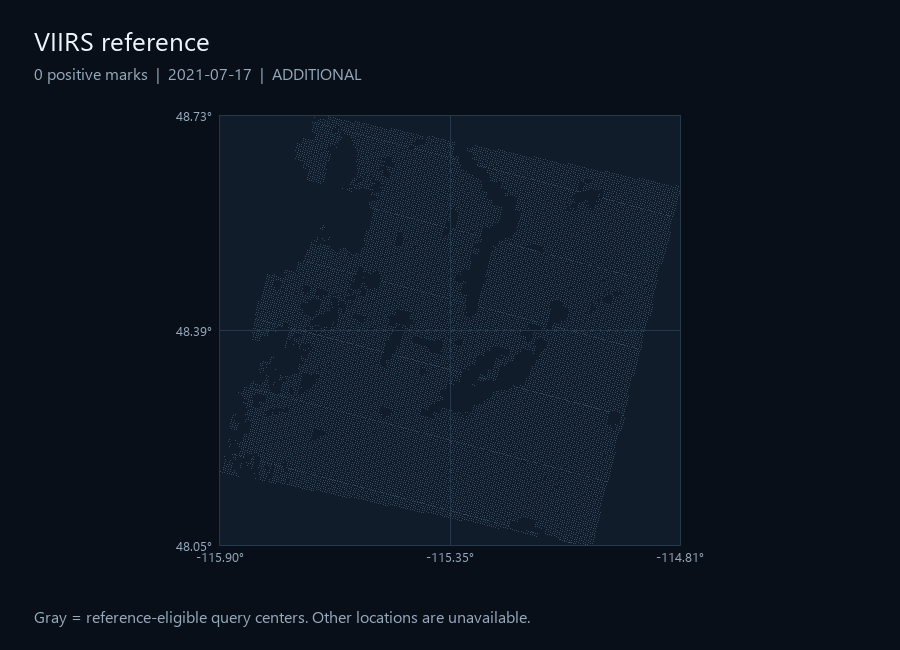 VIIRS reference
0 positive marks | 2021-07-17 | ADDITIONAL
48.73°
48.39°
48.05°
-115.90°
-115.35°
-114.81°
Gray = reference-eligible query centers. Other locations are unavailable.